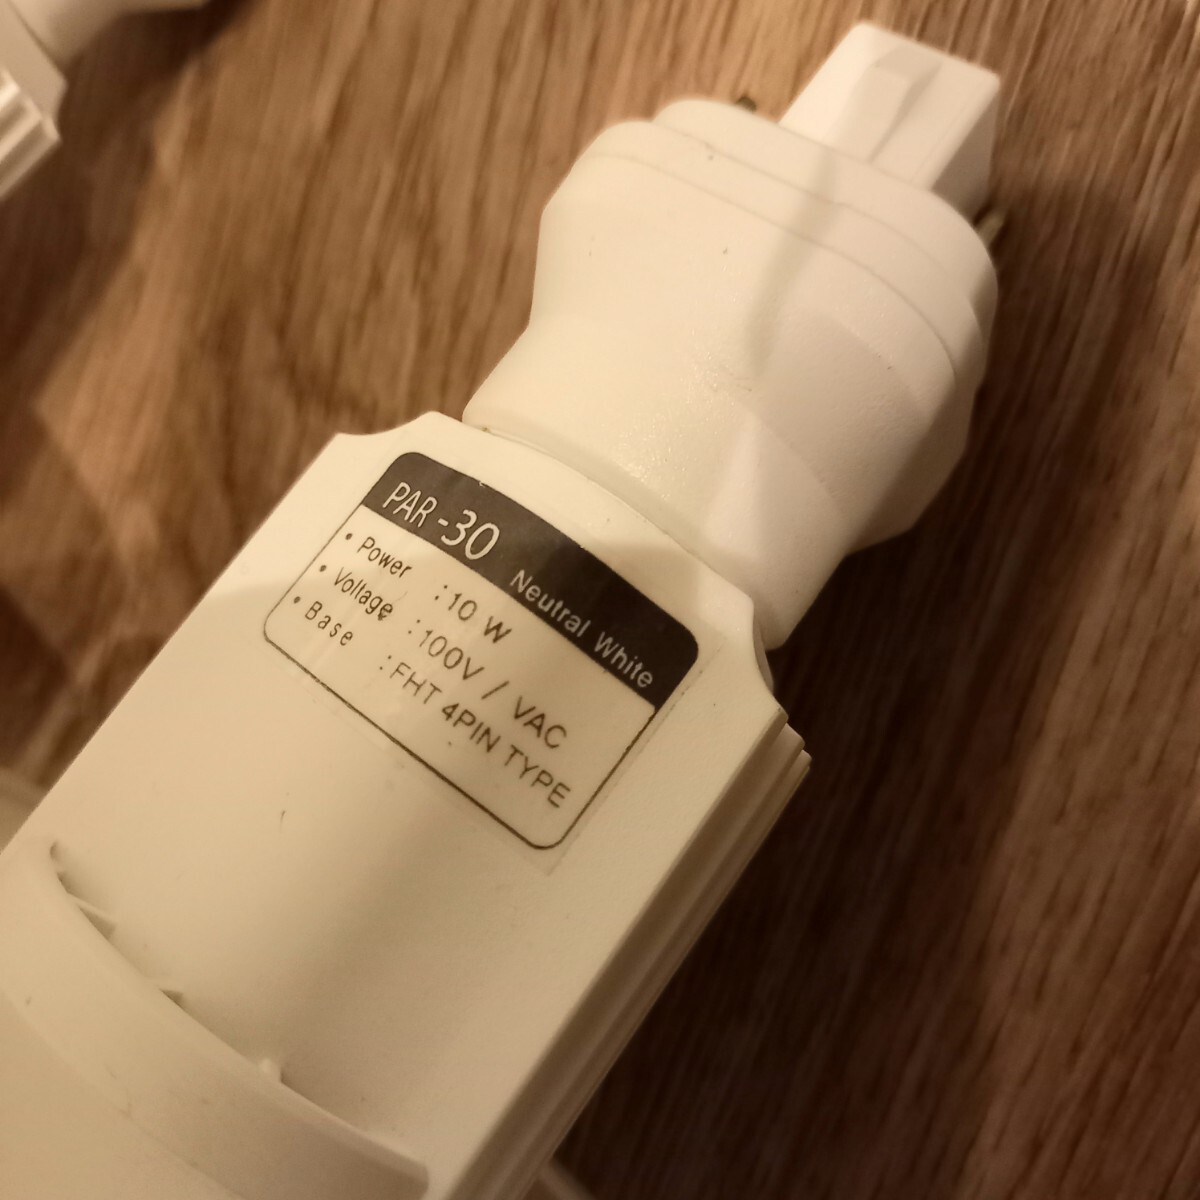 PAR-30 Neutral White
• Power : 10 W
• Voltage : 100V / VAC
• Base : FHT 4PIN TYPE